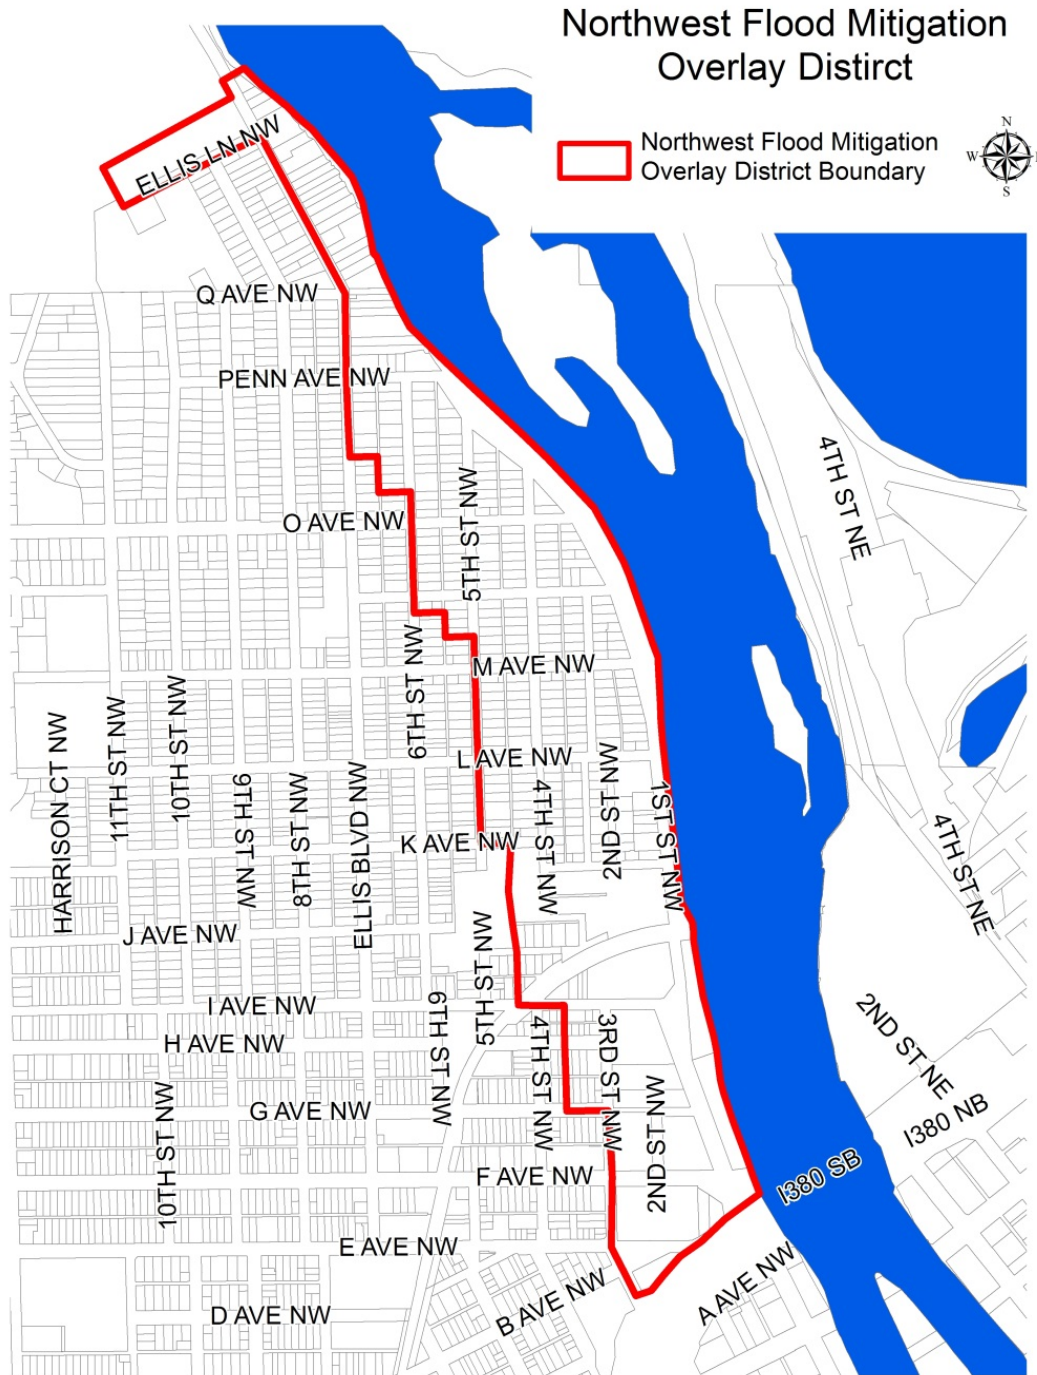 Northwest Flood Mitigation
Overlay Distirct
Northwest Flood Mitigation
Overlay District Boundary
N
W
S
ELLIS LN NW
Q AVE NW
PENN AVE NW
4TH ST NE
5TH ST NW
O AVE NW
M AVE NW
6TH ST NW
L AVE NW
HARRISON CT NW
11TH ST NW
10TH ST NW
9TH ST NW
8TH ST NW
ELLIS BLVD NW
K AVE NW
4TH ST NW
2ND ST NW
1ST ST NW
4TH ST NE
J AVE NW
5TH ST NW
I AVE NW
H AVE NW
6TH ST NW
4TH ST NW
3RD ST NW
2ND ST NE
I380 NB
G AVE NW
10TH ST NW
2ND ST NW
F AVE NW
I380 SB
E AVE NW
B AVE NW
A AVE NW
D AVE NW